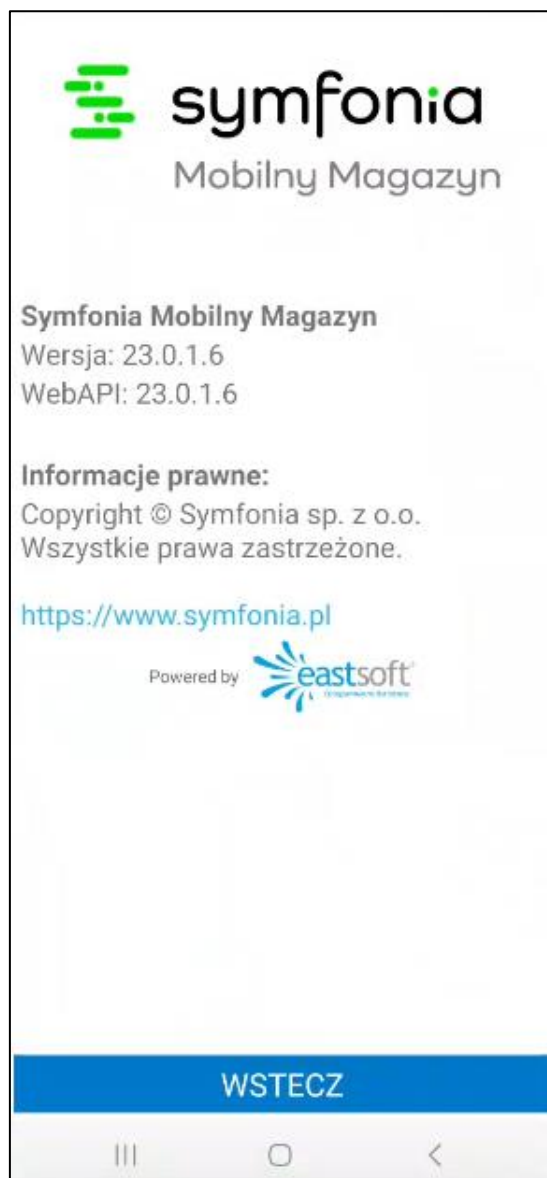 symfonia
Mobilny Magazyn
Symfonia Mobilny Magazyn
Wersja: 23.0.1.6
WebAPI: 23.0.1.6
Informacje prawne:
Copyright © Symfonia sp. z o.o.
Wszystkie prawa zastrzeżone.
https://www.symfonia.pl
Powered by eastsoft
WSTECZ